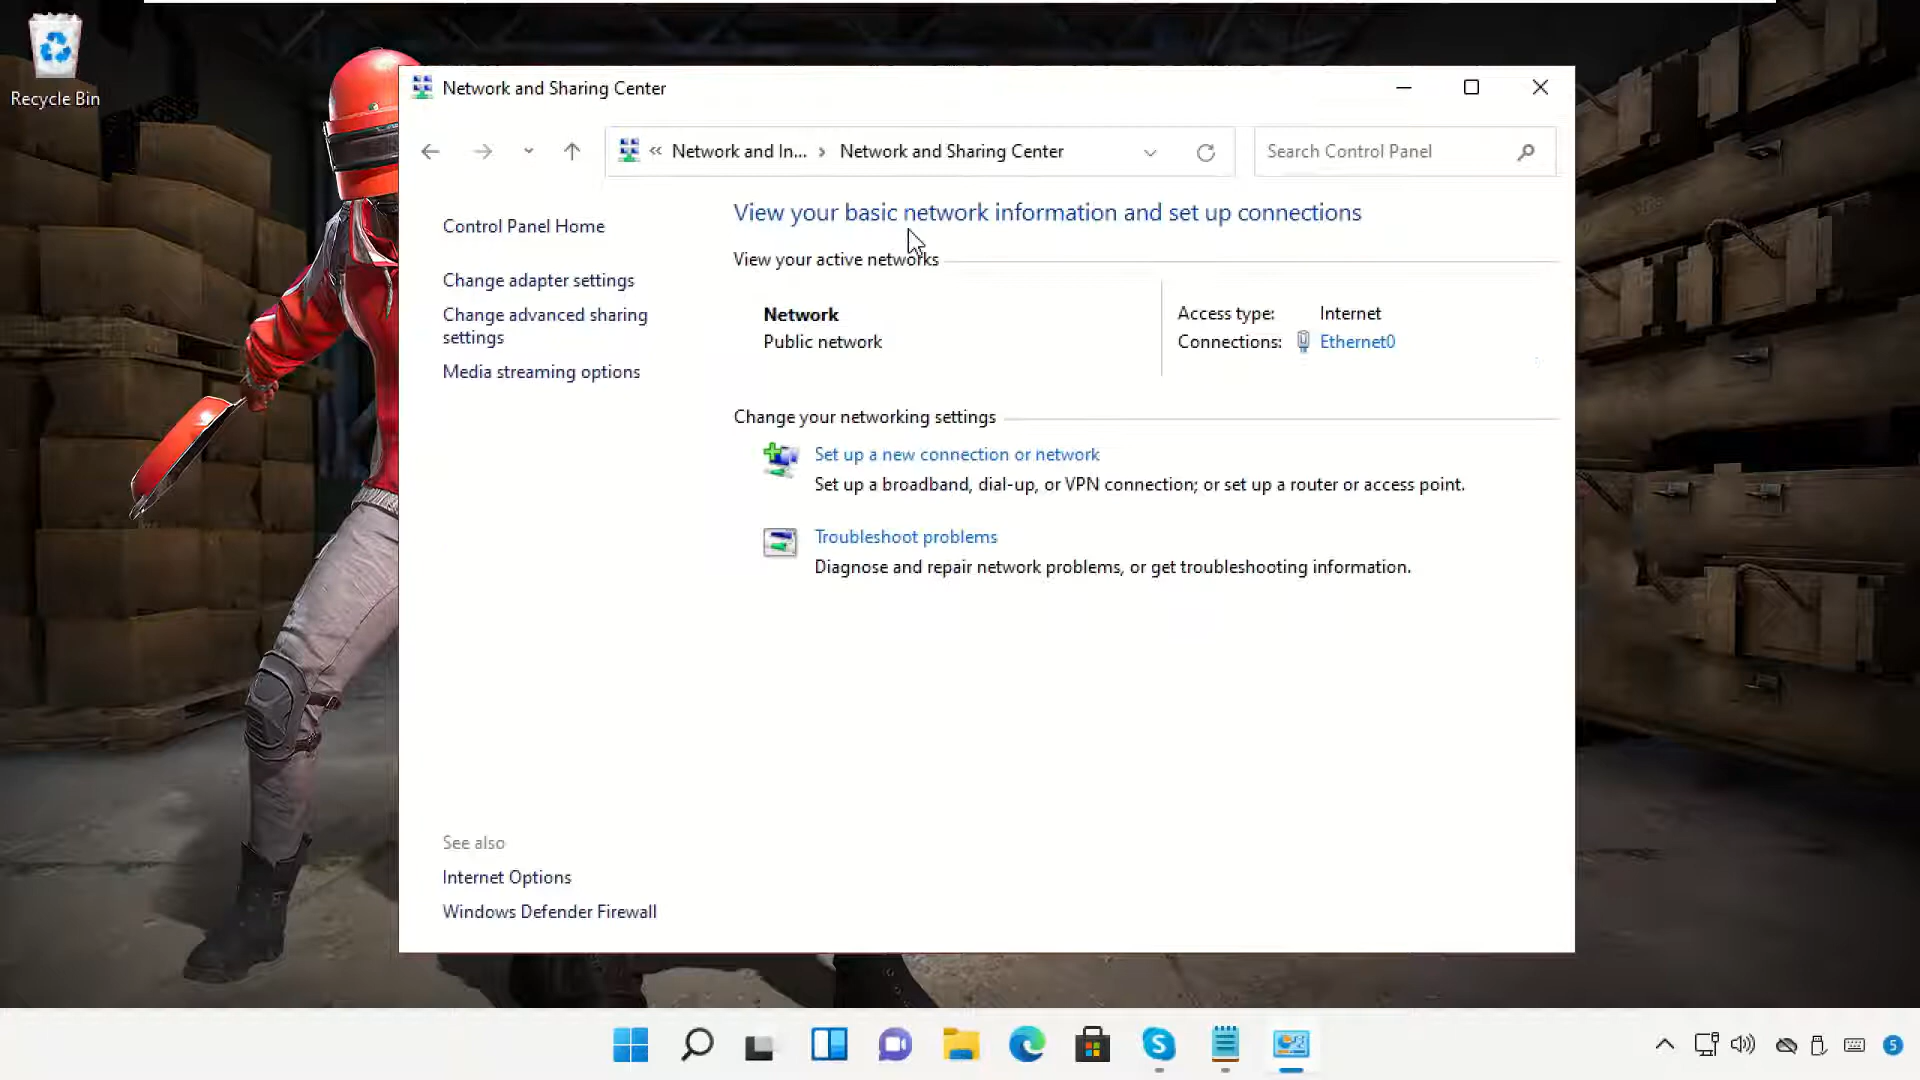 Recycle Bin
Network and Sharing Center
« Network and In... › Network and Sharing Center
Search Control Panel
Control Panel Home
Change adapter settings
Change advanced sharing
settings
Media streaming options
View your basic network information and set up connections
View your active networks
Network
Public network
Access type: Internet
Connections: Ethernet0
Change your networking settings
Set up a new connection or network
Set up a broadband, dial-up, or VPN connection; or set up a router or access point.
Troubleshoot problems
Diagnose and repair network problems, or get troubleshooting information.
See also
Internet Options
Windows Defender Firewall
S
5